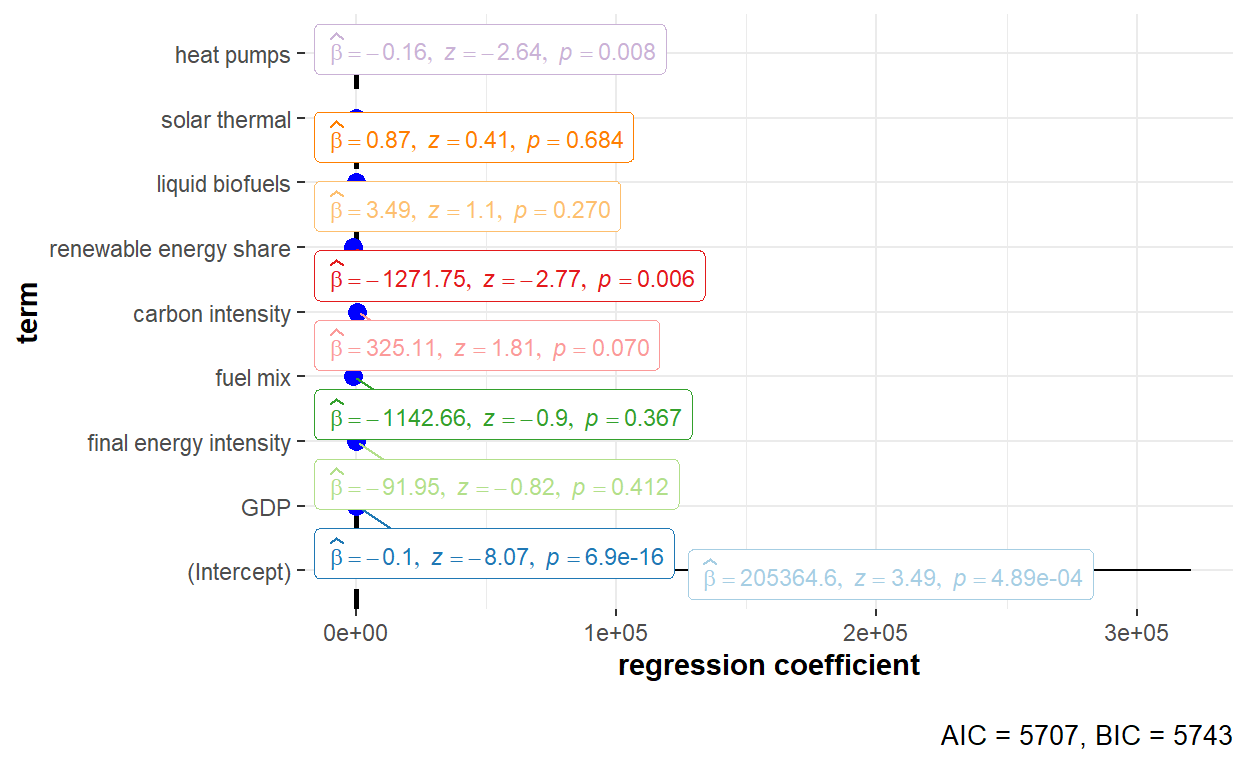 heat pumps
β̂ = −0.16, z = −2.64, p = 0.008
solar thermal
β̂ = 0.87, z = 0.41, p = 0.684
liquid biofuels
β̂ = 3.49, z = 1.1, p = 0.270
renewable energy share
β̂ = −1271.75, z = −2.77, p = 0.006
carbon intensity
β̂ = 325.11, z = 1.81, p = 0.070
fuel mix
β̂ = −1142.66, z = −0.9, p = 0.367
final energy intensity
β̂ = −91.95, z = −0.82, p = 0.412
GDP
β̂ = −0.1, z = −8.07, p = 6.9e-16
(Intercept)
β̂ = 205364.6, z = 3.49, p = 4.89e-04
term
0e+00 1e+05 2e+05 3e+05
regression coefficient
AIC = 5707, BIC = 5743